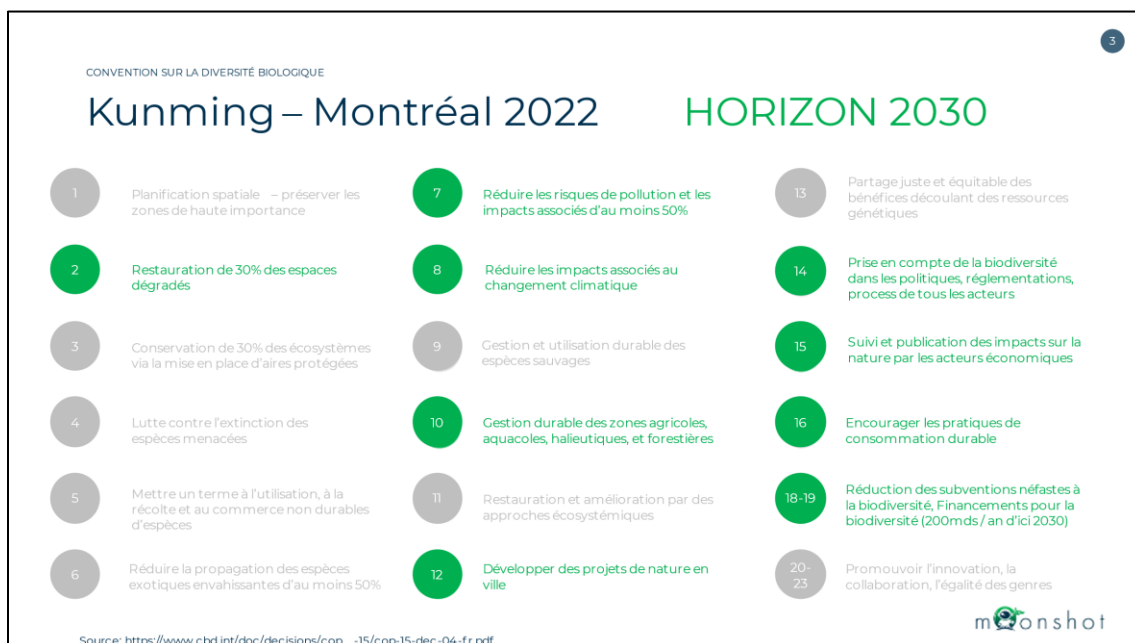 3
CONVENTION SUR LA DIVERSITÉ BIOLOGIQUE
Kunming – Montréal 2022
HORIZON 2030
1
Planification spatiale – préserver les
zones de haute importance
2
Restauration de 30% des espaces
dégradés
3
Conservation de 30% des écosystèmes
via la mise en place d'aires protégées
4
Lutte contre l'extinction des
espèces menacées
5
Mettre un terme à l'utilisation, à la
récolte et au commerce non durables
d'espèces
6
Réduire la propagation des espèces
exotiques envahissantes d'au moins 50%
7
Réduire les risques de pollution et les
impacts associés d'au moins 50%
8
Réduire les impacts associés au
changement climatique
9
Gestion et utilisation durable des
espèces sauvages
10
Gestion durable des zones agricoles,
aquacoles, halieutiques, et forestières
11
Restauration et amélioration par des
approches écosystémiques
12
Développer des projets de nature en
ville
13
Partage juste et équitable des
bénéfices découlant des ressources
génétiques
14
Prise en compte de la biodiversité
dans les politiques, réglementations,
process de tous les acteurs
15
Suivi et publication des impacts sur la
nature par les acteurs économiques
16
Encourager les pratiques de
consommation durable
18-19
Réduction des subventions néfastes à
la biodiversité, Financements pour la
biodiversité (200mds / an d'ici 2030)
20-
23
Promouvoir l'innovation, la
collaboration, l'égalité des genres
moonshot
Source: https://www.cbd.int/doc/decisions/cop -15/cop-15-dec-04-fr.pdf